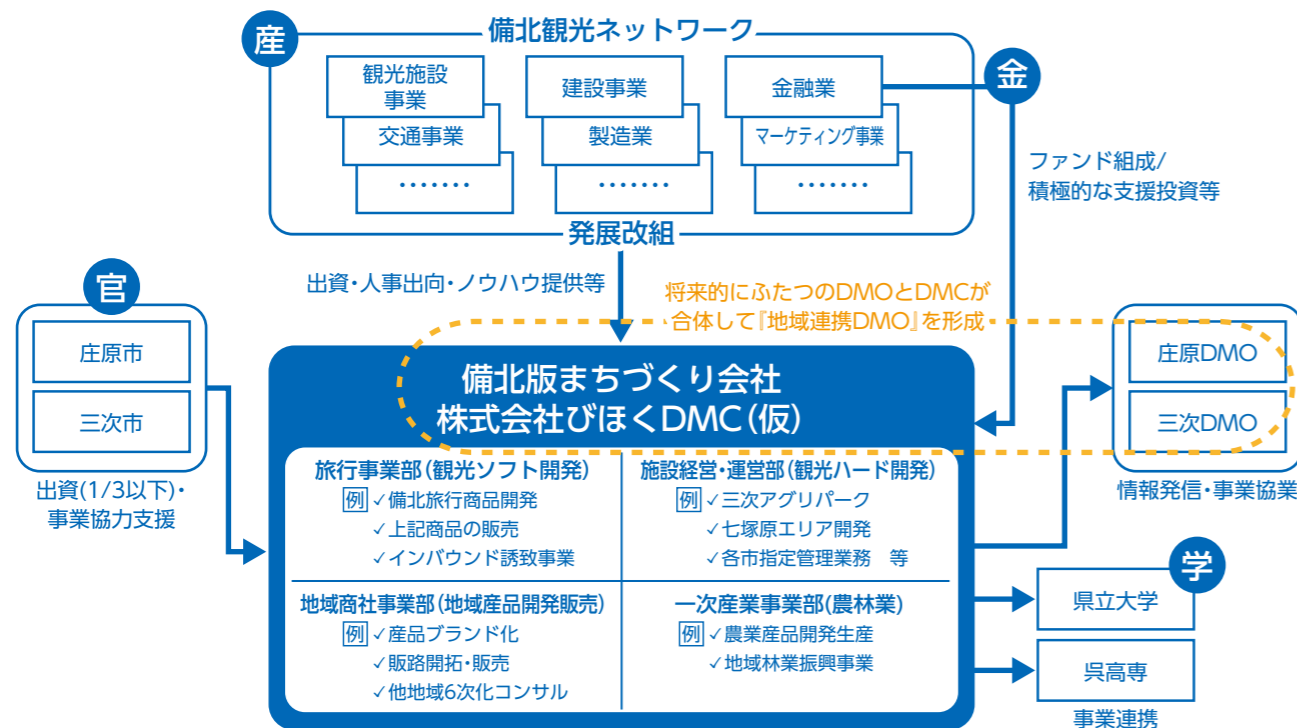 産
備北観光ネットワーク
観光施設
事業
建設事業
金融業
金
交通事業
製造業
マーケティング事業
・・・・・・・
・・・・・・・
・・・・・・・
ファンド組成/
積極的な支援投資等
発展改組
官
出資・人事出向・ノウハウ提供等
将来的にふたつのDMOとDMCが
合体して『地域連携DMO』を形成
庄原市
三次市
出資(1/3以下)・
事業協力支援
備北版まちづくり会社
株式会社びほくDMC(仮)
庄原DMO
三次DMO
情報発信・事業協業
旅行事業部(観光ソフト開発)
例 ✓備北旅行商品開発
✓上記商品の販売
✓インバウンド誘致事業
施設経営・運営部(観光ハード開発)
例 ✓三次アグリパーク
✓七塚原エリア開発
✓各市指定管理業務 等
地域商社事業部(地域産品開発販売)
例 ✓産品ブランド化
✓販路開拓・販売
✓他地域6次化コンサル
一次産業事業部(農林業)
例 ✓農業産品開発生産
✓地域林業振興事業
学
県立大学
呉高専
事業連携